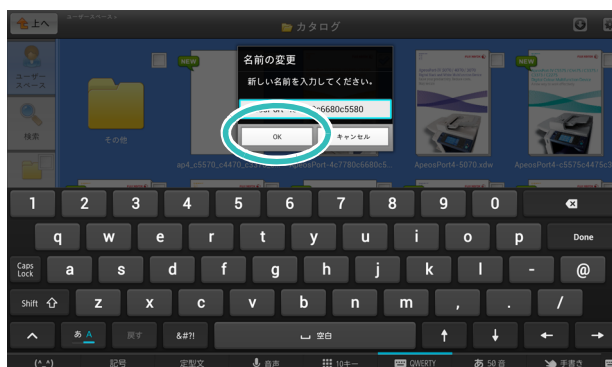 上へ
ユーザースペース>
カタログ
ユーザー
スペース
検索
その他
NEW
NEW
名前の変更
新しい名前を入力してください。
OK
キャンセル
ApeosPort4-5070.xdw
1 2 3 4 5 6 7 8 9 0
q w e r t y u i o p Done
Caps Lock a s d f g h j k l - @
Shift z x c v b n m , . /
あA 戻す &#?! 空白
(^_^) 記号 定型文 音声 10キー QWERTY あ 50音 手書き